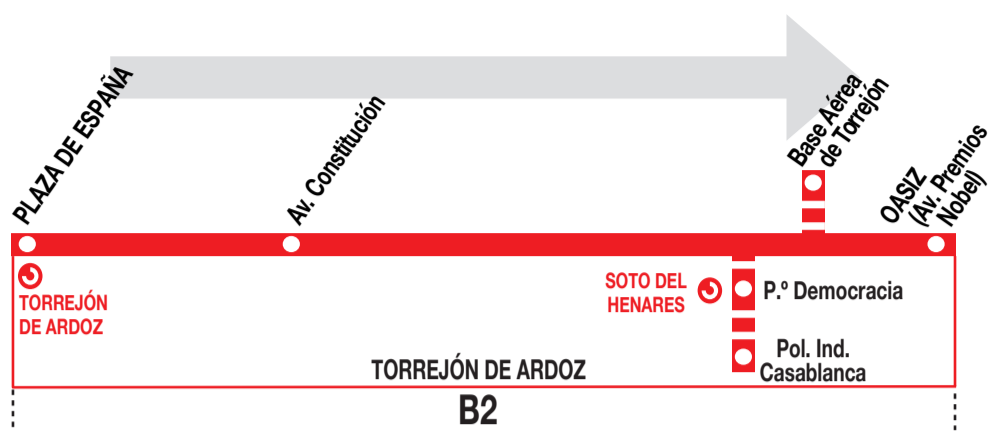 PLAZA DE ESPAÑA
Av. Constitución
Base Aérea
de Torrejón
OASIZ
(Av. Premios
Nobel)
TORREJÓN
DE ARDOZ
SOTO DEL
HENARES
P.º Democracia
Pol. Ind.
Casablanca
TORREJÓN DE ARDOZ
B2